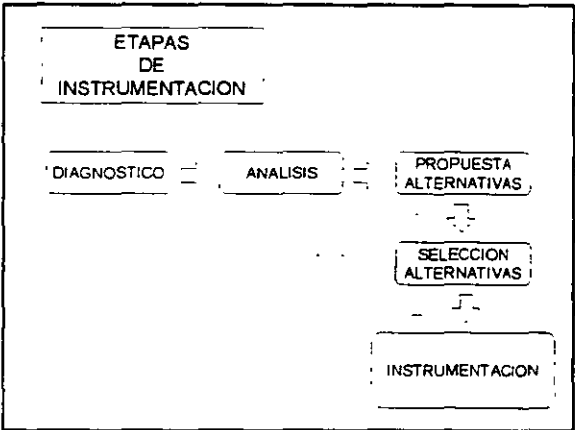 ETAPAS
DE
INSTRUMENTACION
DIAGNOSTICO
ANALISIS
PROPUESTA
ALTERNATIVAS
SELECCION
ALTERNATIVAS
INSTRUMENTACION